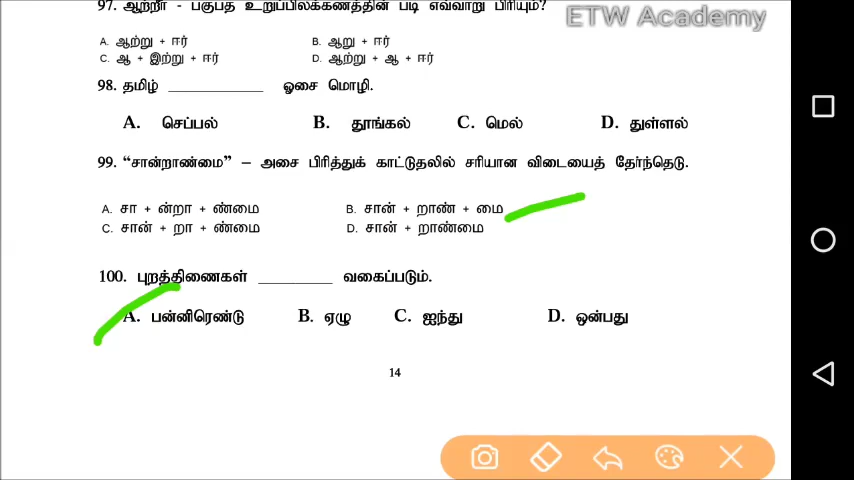 97. ஆற்றீர் - பகுபத உறுப்பிலக்கணத்தின் படி எவ்வாறு பிரியும்?
ETW Academy
A. ஆற்று + ஈர் B. ஆறு + ஈர்
C. ஆ + இற்று + ஈர் D. ஆற்று + ஆ + ஈர்
98. தமிழ் ____________ ஓசை மொழி.
A. செப்பல் B. தூங்கல் C. மெல் D. துள்ளல்
99. “சான்றாண்மை” – அசை பிரித்துக் காட்டுதலில் சரியான விடையைத் தேர்ந்தெடு.
A. சா + ன்றா + ண்மை B. சான் + றாண் + மை
C. சான் + றா + ண்மை D. சான் + றாண்மை
100. புறத்திணைகள் _________ வகைப்படும்.
A. பன்னிரெண்டு B. ஏழு C. ஐந்து D. ஒன்பது
14